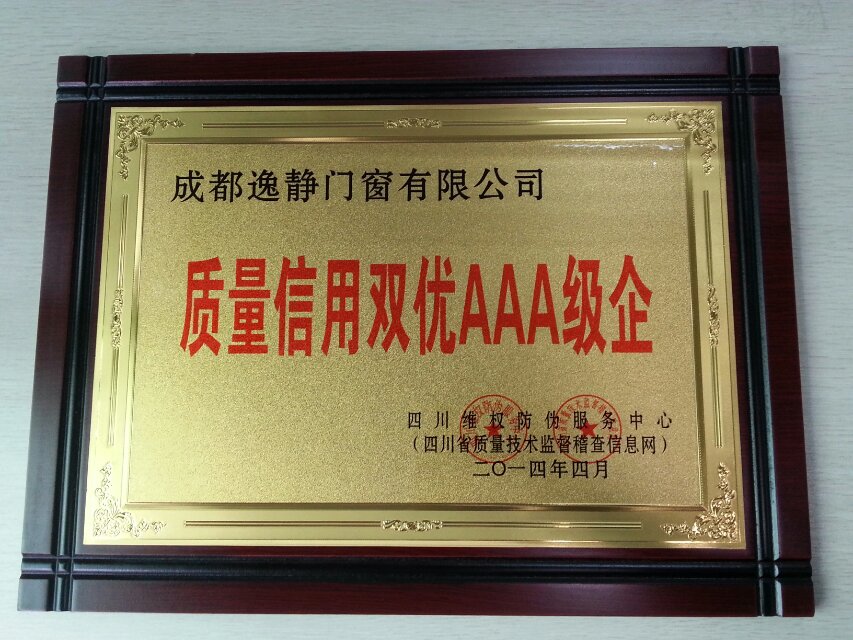 成都逸静门窗有限公司
质量信用双优AAA级企
四川维权防伪服务中心
（四川省质量技术监督稽查信息网）
二〇一四年四月